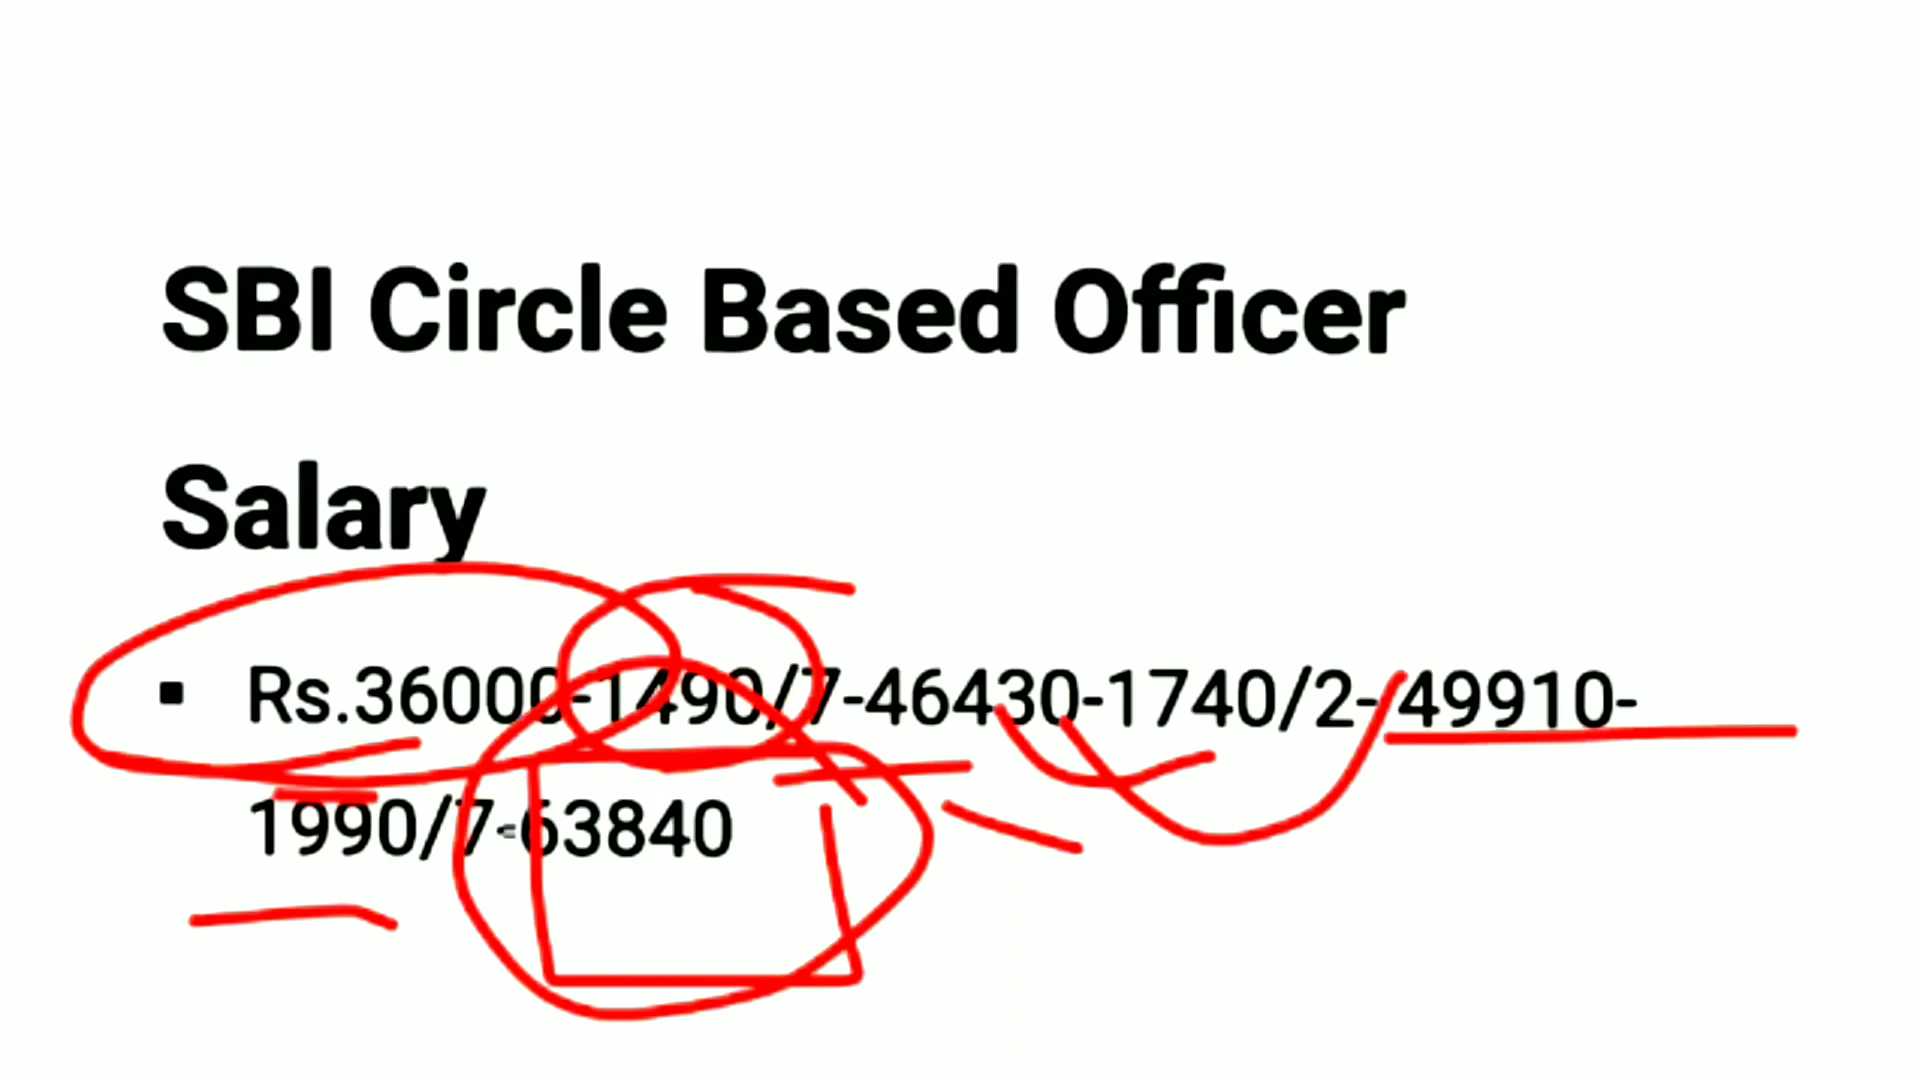 SBI Circle Based Officer
Salary
▪ Rs.36000-1490/7-46430-1740/2-49910-
1990/7-63840